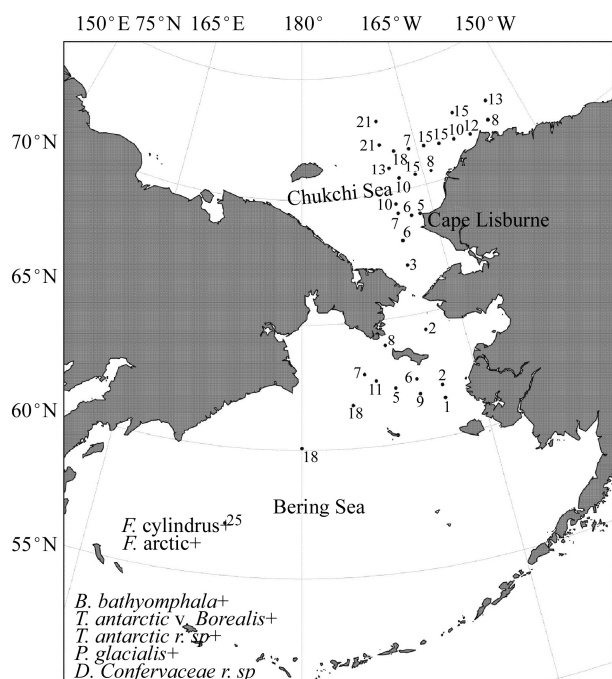 150°E 75°N 165°E 180° 165°W 150°W
13
15
21 8
12
10
15
15
7
21
18
8
13
10
70°N
Chukchi Sea
10 6 5
7
Cape Lisburne
6
3
65°N
2
8
7
6 2
11
5 9 1
18
60°N
18
Bering Sea
F. cylindrus+25
F. arctic+
55°N
B. bathyomphala+
T. antarctic v. Borealis+
T. antarctic r. sp+
P. glacialis+
D. Confervaceae r. sp